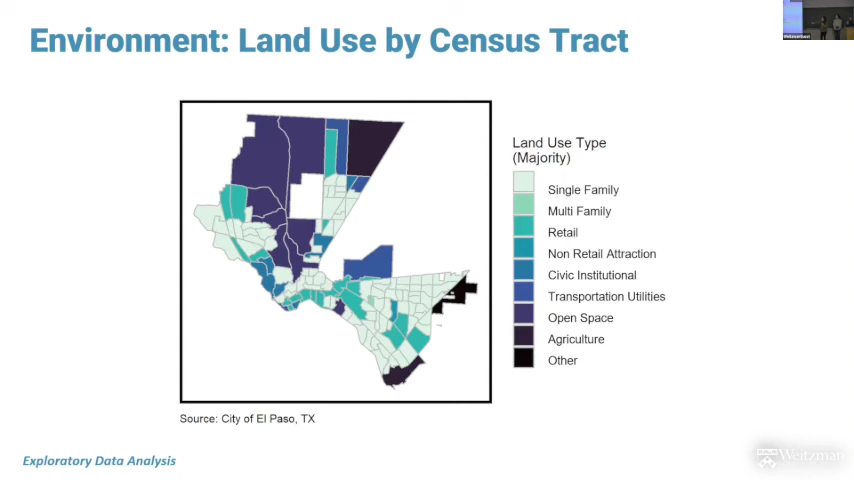 Environment: Land Use by Census Tract
Land Use Type
(Majority)
Single Family
Multi Family
Retail
Non Retail Attraction
Civic Institutional
Transportation Utilities
Open Space
Agriculture
Other
Source: City of El Paso, TX
Exploratory Data Analysis
Weitzman